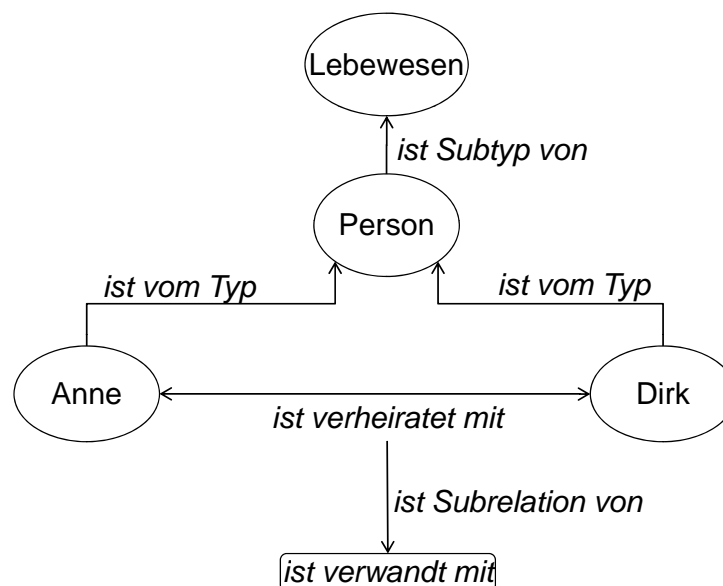 Lebewesen
ist Subtyp von
Person
ist vom Typ
ist vom Typ
Anne
Dirk
ist verheiratet mit
ist Subrelation von
ist verwandt mit